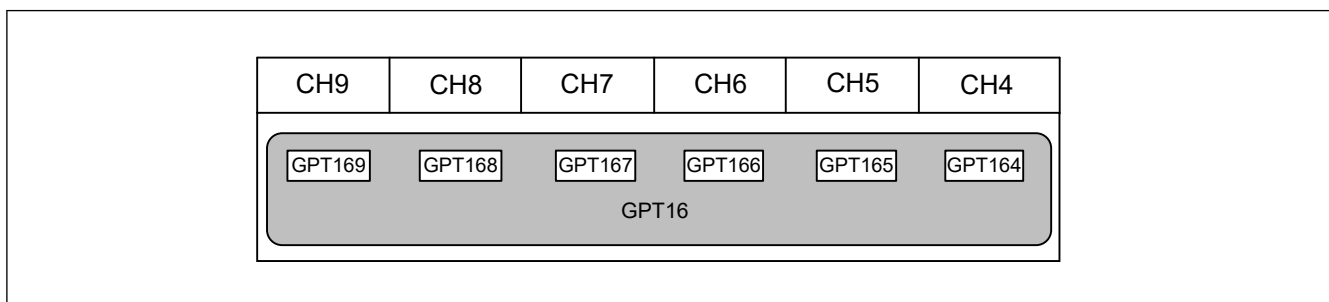 CH9 CH8 CH7 CH6 CH5 CH4
GPT169 GPT168 GPT167 GPT166 GPT165 GPT164
GPT16